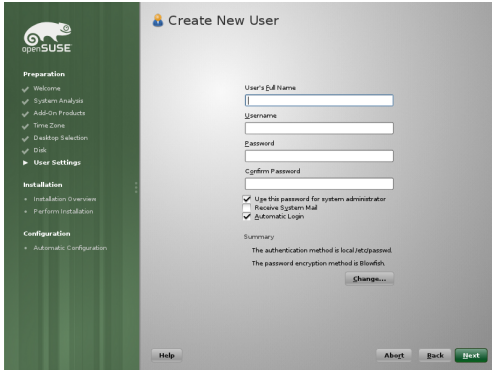 openSUSE
Preparation
Welcome
System Analysis
Add-On Products
Time Zone
Desktop Selection
Disk
User Settings
Installation
Installation Overview
Perform Installation
Configuration
Automatic Configuration
Create New User
User's Full Name
Username
Password
Confirm Password
Use this password for system administrator
Receive System Mail
Automatic Login
Summary
The authentication method is local /etc/passwd.
The password encryption method is Blowfish.
Change...
Help
Abort
Back
Next